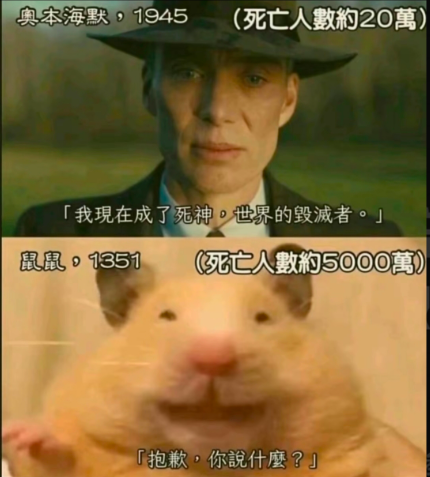 奧本海默，1945 （死亡人數約20萬）
「我現在成了死神，世界的毀滅者。」
鼠鼠，1351 （死亡人數約5000萬）
「抱歉，你說什麼？」